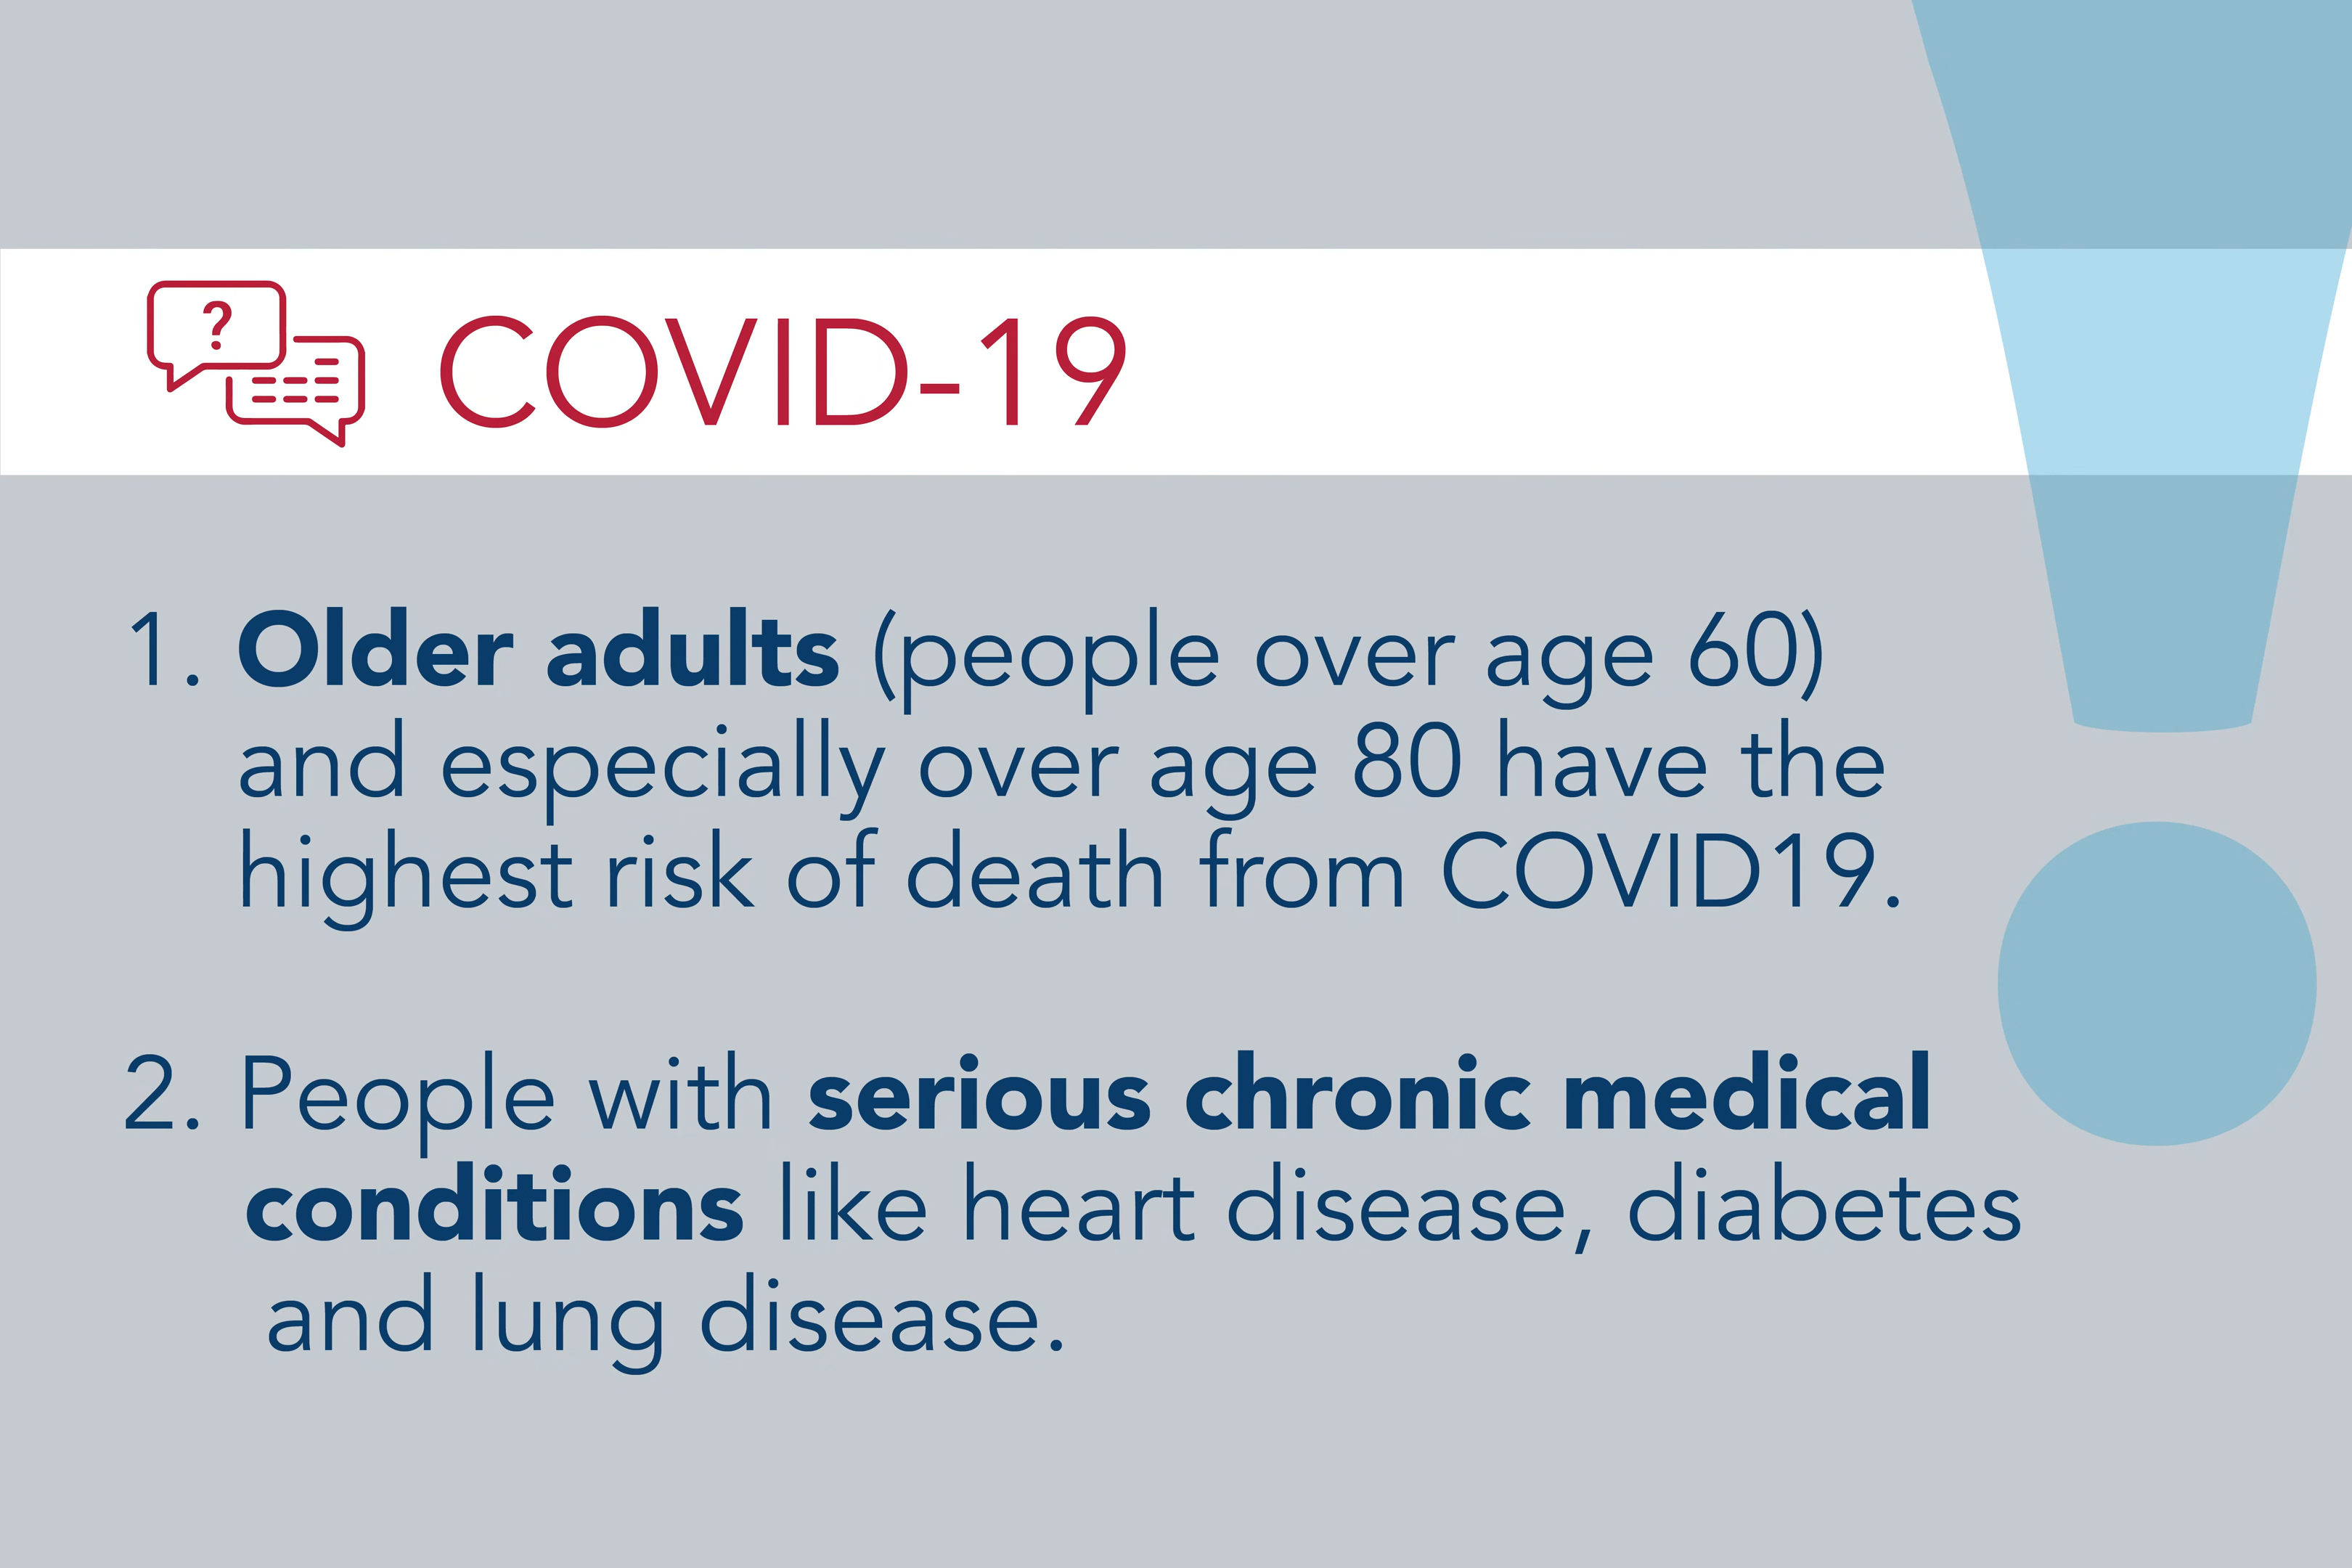 ?
COVID-19
1. Older adults (people over age 60)
and especially over age 80 have the
highest risk of death from COVID19.
2. People with serious chronic medical
conditions like heart disease, diabetes
and lung disease.